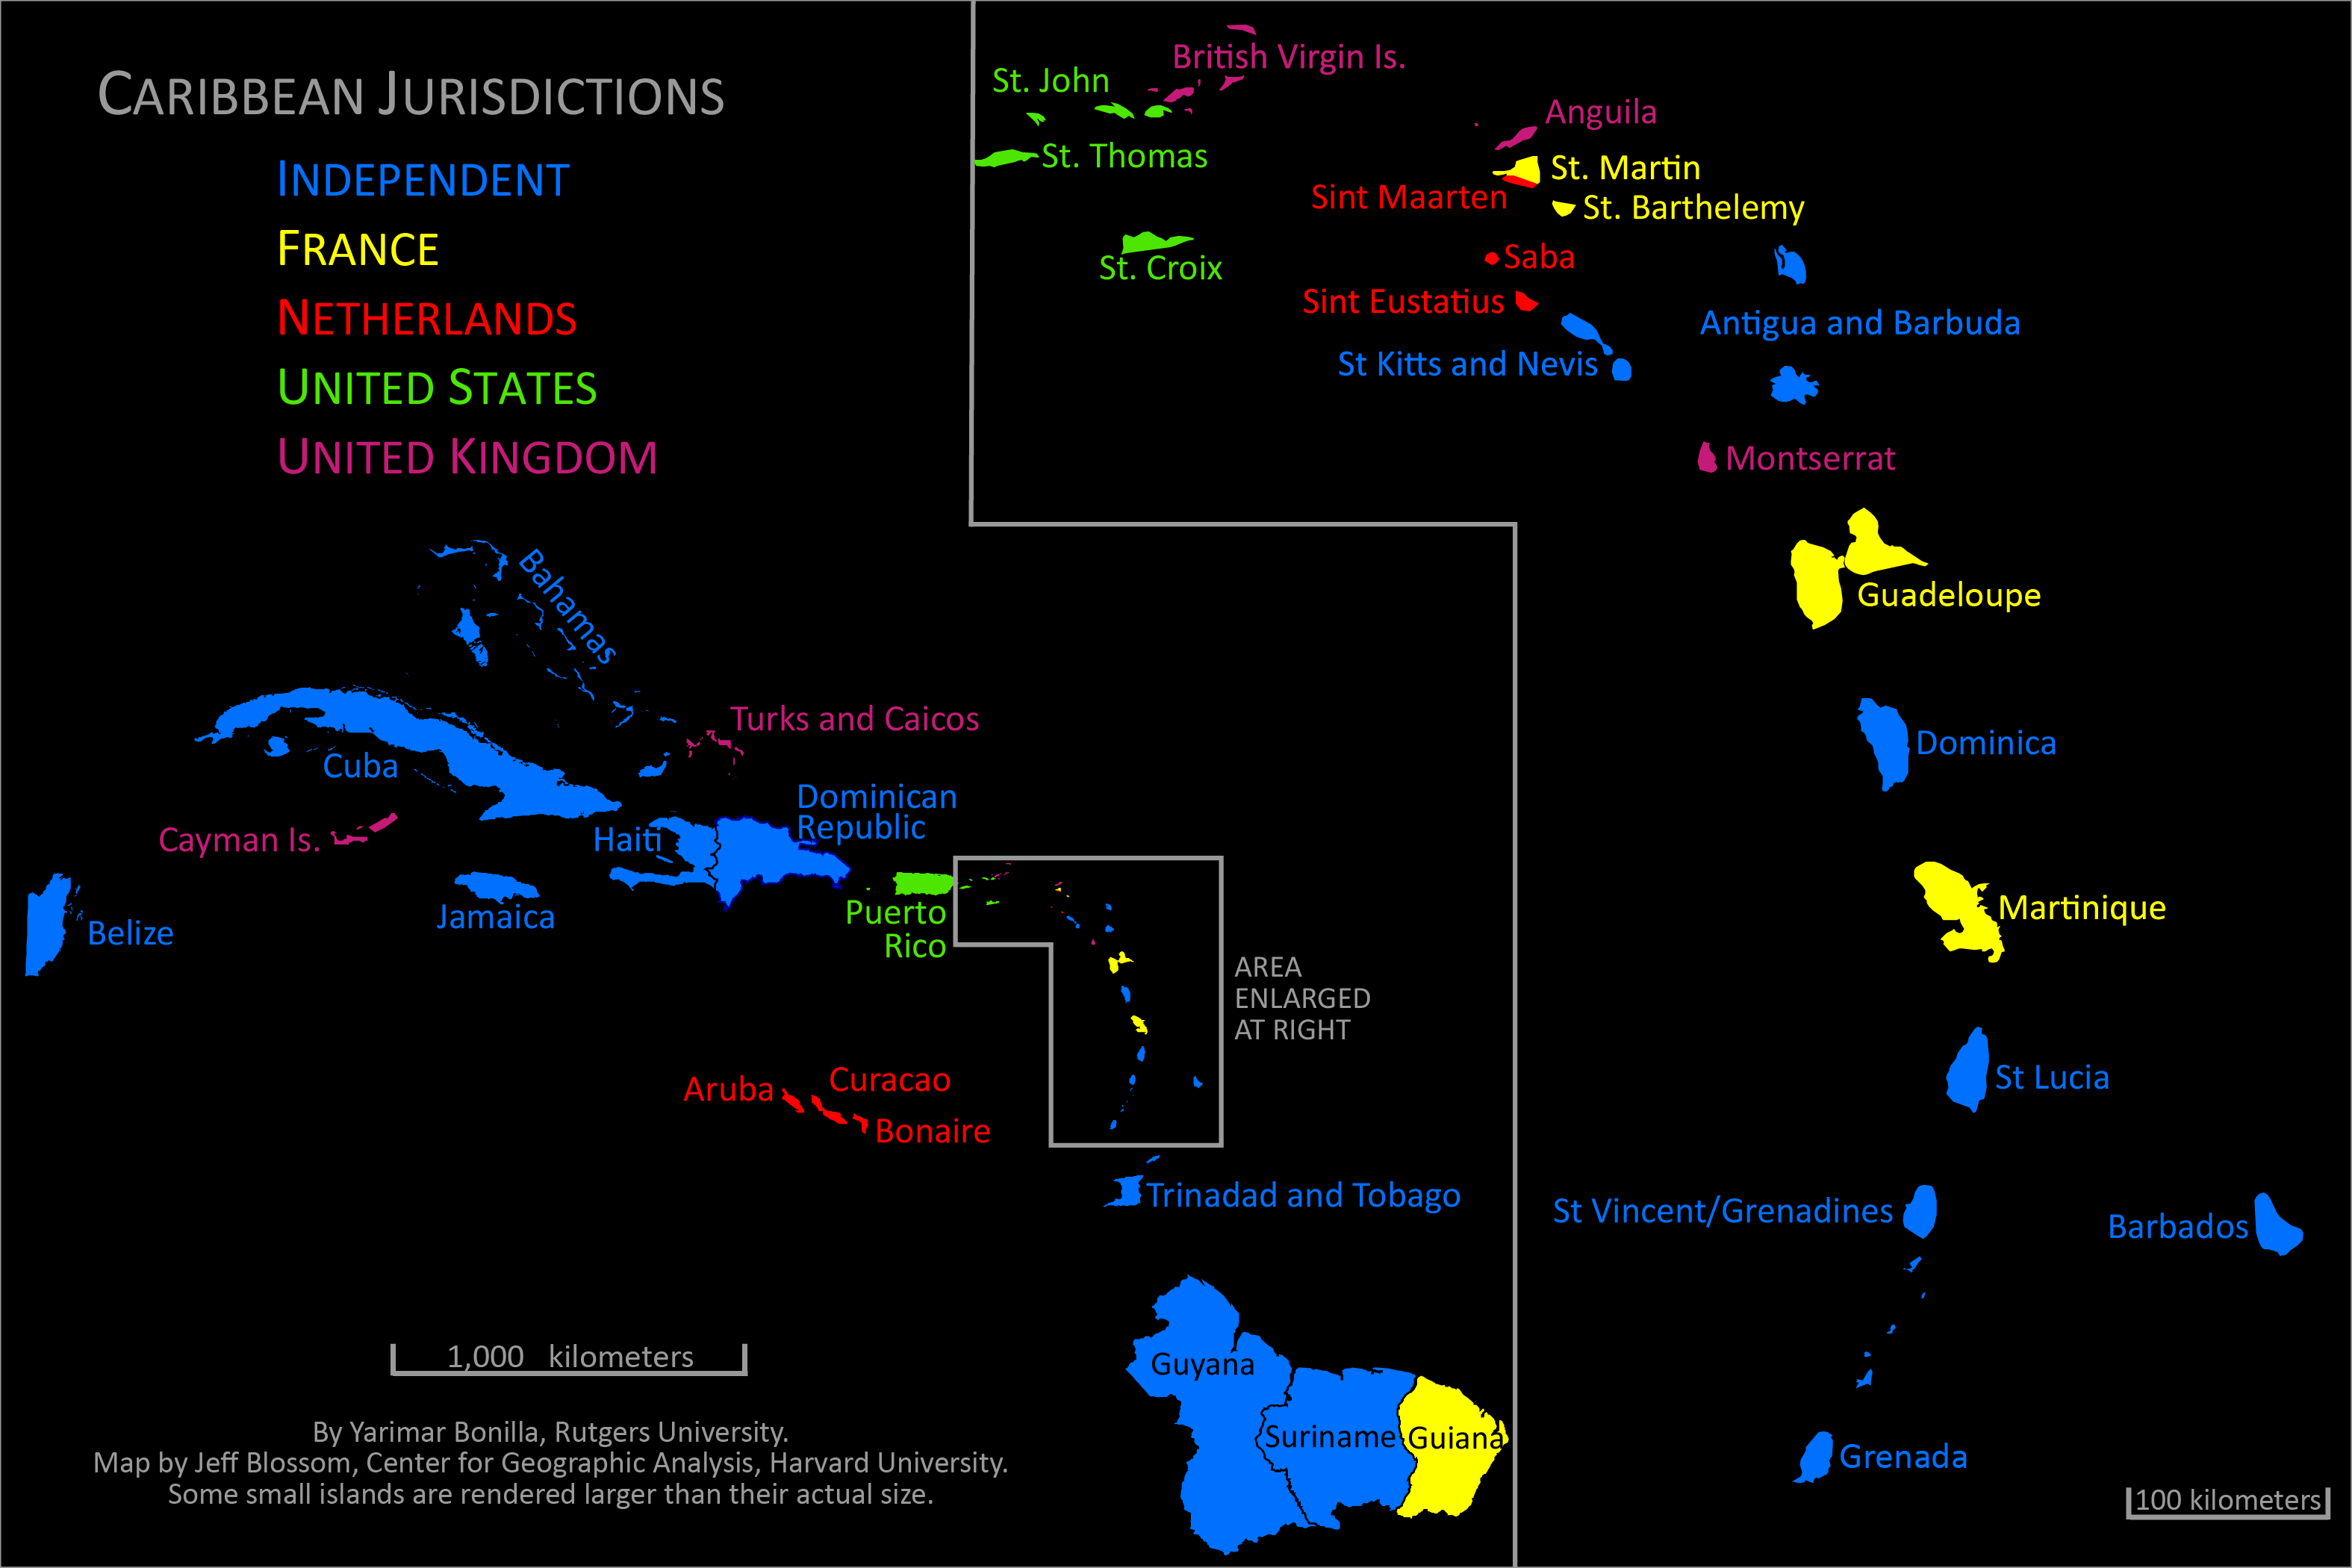 CARIBBEAN JURISDICTIONS
INDEPENDENT
FRANCE
NETHERLANDS
UNITED STATES
UNITED KINGDOM
British Virgin Is.
St. John
St. Thomas
St. Croix
Anguila
St. Martin
Sint Maarten
St. Barthelemy
Saba
Sint Eustatius
St Kitts and Nevis
Antigua and Barbuda
Montserrat
Guadeloupe
Dominica
Martinique
St Lucia
St Vincent/Grenadines
Barbados
Grenada
100 kilometers
Bahamas
Turks and Caicos
Cuba
Dominican
Republic
Haiti
Cayman Is.
Jamaica
Belize
Puerto
Rico
AREA
ENLARGED
AT RIGHT
Aruba
Curacao
Bonaire
Trinadad and Tobago
Guyana
Suriname
Guiana
1,000 kilometers
By Yarimar Bonilla, Rutgers University.
Map by Jeff Blossom, Center for Geographic Analysis, Harvard University.
Some small islands are rendered larger than their actual size.